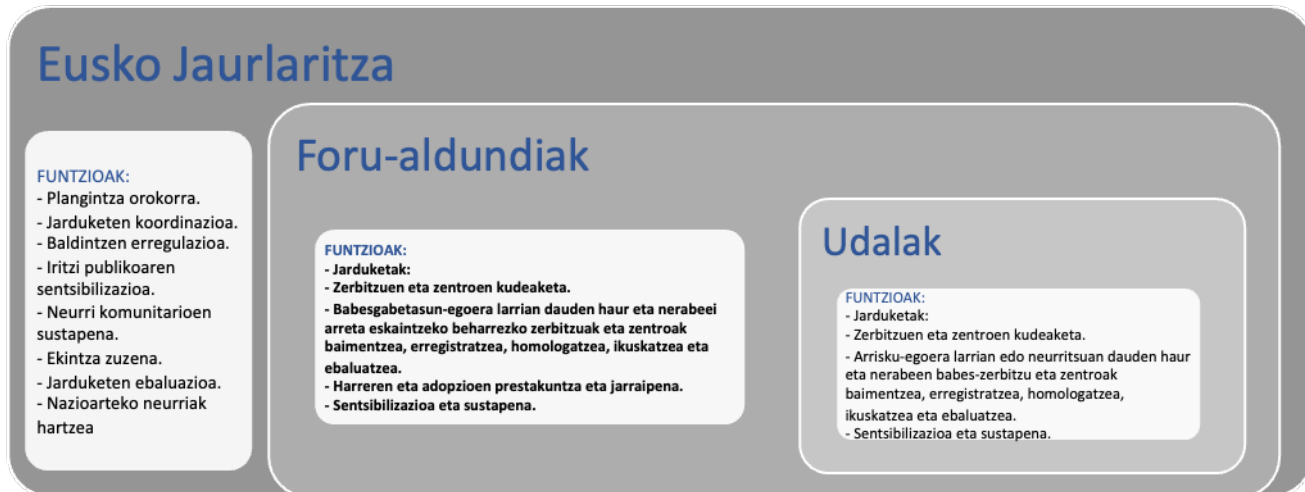 Eusko Jaurlaritza
FUNTZIOAK:
- Plangintza orokorra.
- Jarduketen koordinazioa.
- Baldintzen erregulazioa.
- Iritzi publikoaren
sentsibilizazioa.
- Neurri komunitarioen
sustapena.
- Ekintza zuzena.
- Jarduketen ebaluazioa.
- Nazioarteko neurriak
hartzea
Foru-aldundiak
FUNTZIOAK:
- Jarduketak:
- Zerbitzuen eta zentroen kudeaketa.
- Babesgabetasun-egoera larrian dauden haur eta nerabeei
arreta eskaintzeko beharrezko zerbitzuak eta zentroak
baimentzea, erregistratzea, homologatzea, ikuskatzea eta
ebaluatzea.
- Harreren eta adopzioen prestakuntza eta jarraipena.
- Sentsibilizazioa eta sustapena.
Udalak
FUNTZIOAK:
- Jarduketak:
- Zerbitzuen eta zentroen kudeaketa.
- Arrisku-egoera larrian edo neurritsuan dauden haur
eta nerabeen babes-zerbitzu eta zentroak
baimentzea, erregistratzea, homologatzea,
ikuskatzea eta ebaluatzea.
- Sentsibilizazioa eta sustapena.